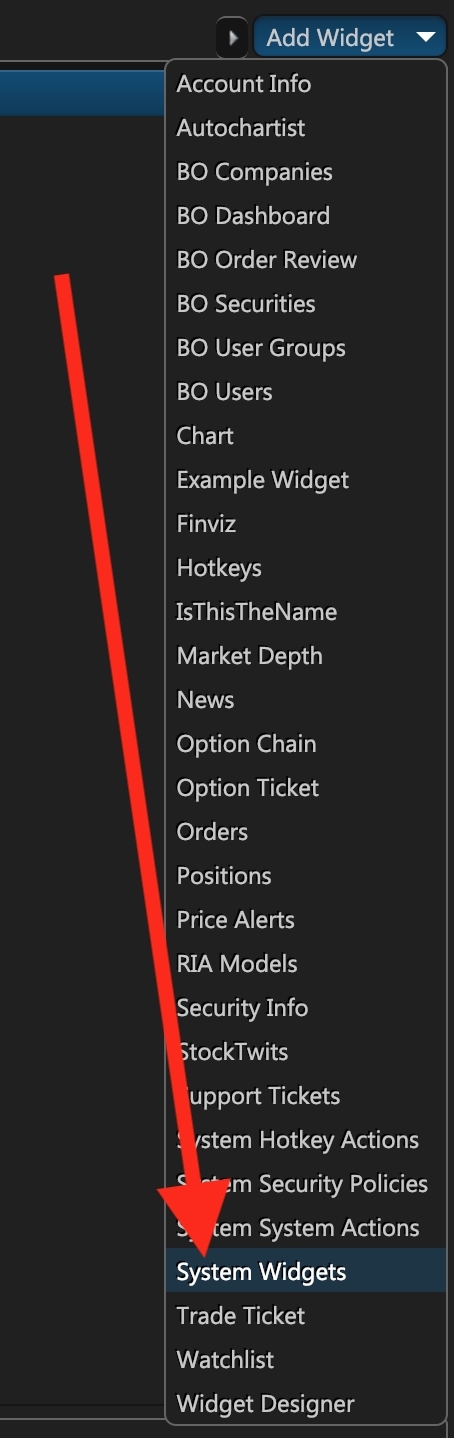 Add Widget
Account Info
Autochartist
BO Companies
BO Dashboard
BO Order Review
BO Securities
BO User Groups
BO Users
Chart
Example Widget
Finviz
Hotkeys
IsThisTheName
Market Depth
News
Option Chain
Option Ticket
Orders
Positions
Price Alerts
RIA Models
Security Info
StockTwits
Support Tickets
System Hotkey Actions
System Security Policies
System System Actions
System Widgets
Trade Ticket
Watchlist
Widget Designer